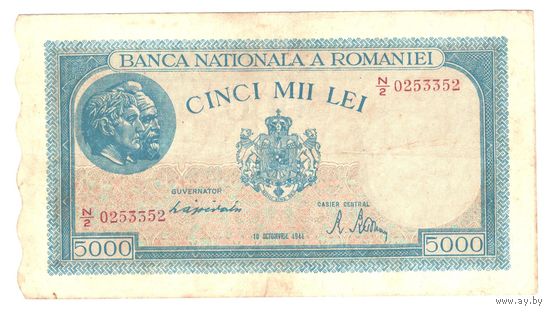 BANCA NATIONALA A ROMANIEI
CINCI MII LEI
N/2 0253352
GUVERNATOR
CASIER CENTRAL
N/2 0253352
10 OCTOMVRIE 1944
5000
5000
www.ay.by